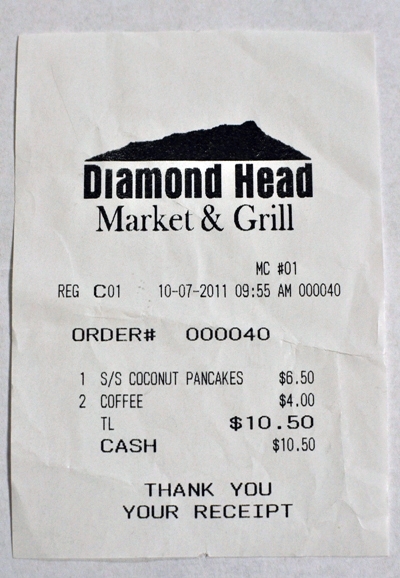 Diamond Head
Market & Grill
MC #01
REG C01 10-07-2011 09:55 AM 000040
ORDER# 000040
1 S/S COCONUT PANCAKES $6.50
2 COFFEE $4.00
TL $10.50
CASH $10.50
THANK YOU
YOUR RECEIPT